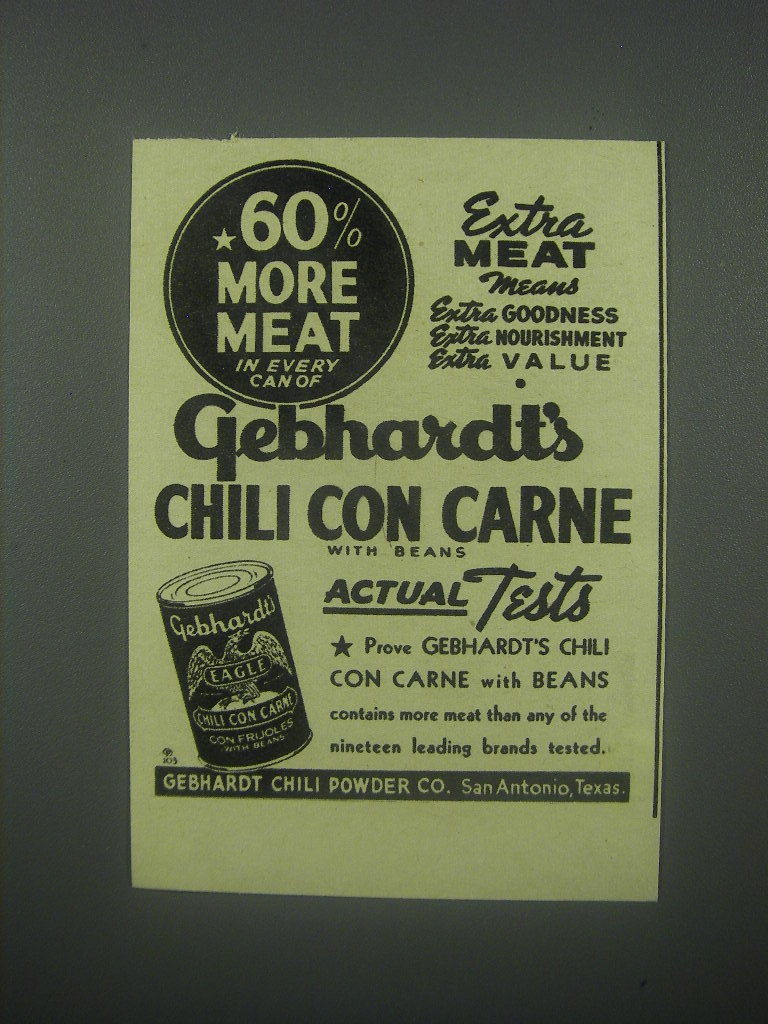 ★60%
MORE
MEAT
IN EVERY
CAN OF
Extra
MEAT
Means
Extra GOODNESS
Extra NOURISHMENT
Extra VALUE
Gebhardt's
CHILI CON CARNE
WITH BEANS
Gebhardt's
EAGLE
CHILI CON CARNE
CON FRIJOLES
WITH BEANS
103
ACTUAL Tests
★ Prove GEBHARDT'S CHILI
CON CARNE with BEANS
contains more meat than any of the
nineteen leading brands tested.
GEBHARDT CHILI POWDER CO. San Antonio, Texas.